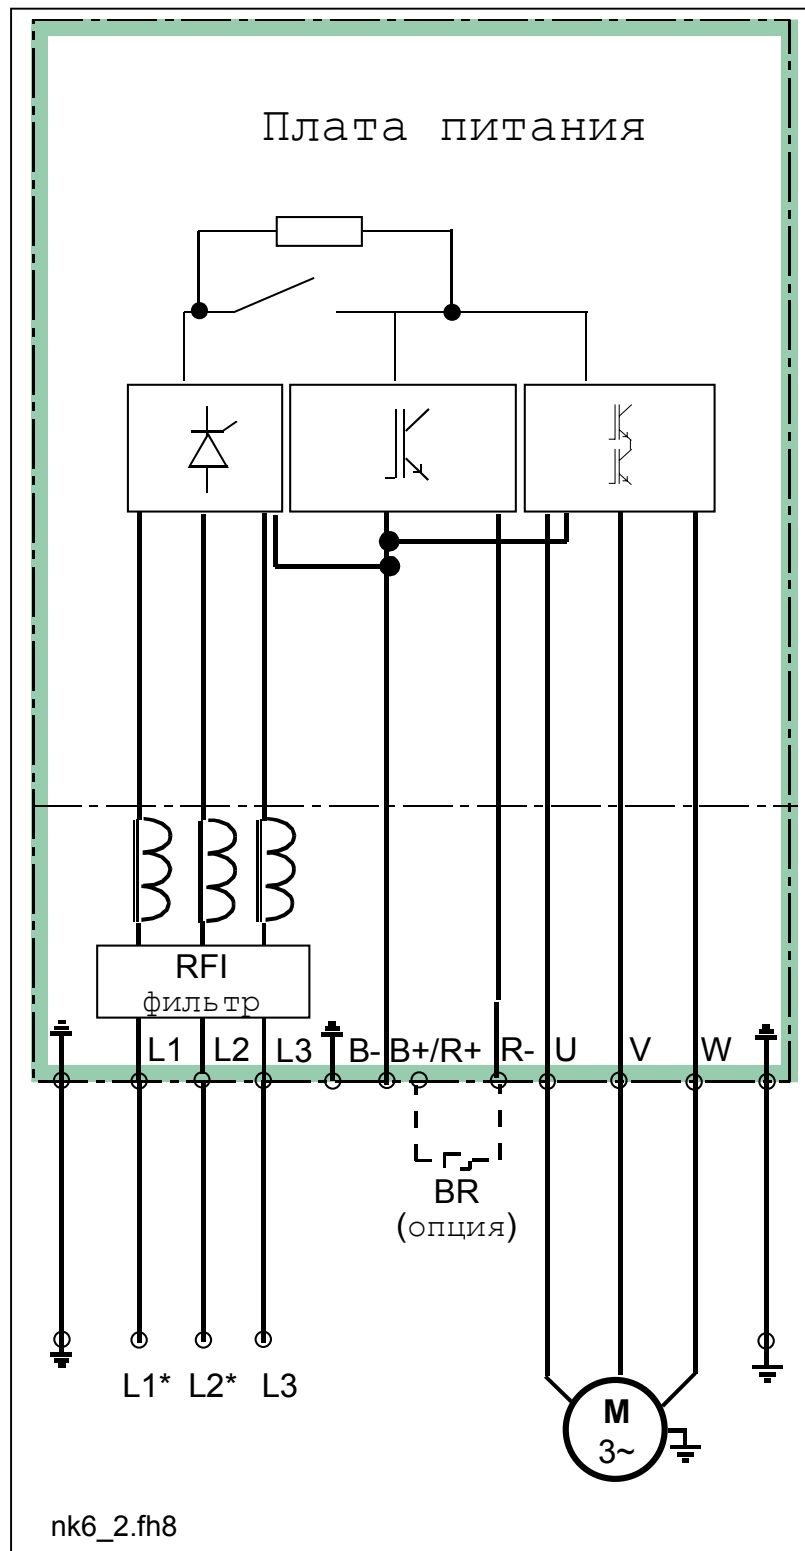 Плата питания
RFI
фильтр
L1 L2 L3 B- B+/R+ R- U V W
BR
(опция)
L1* L2* L3
M
3~
nk6_2.fh8